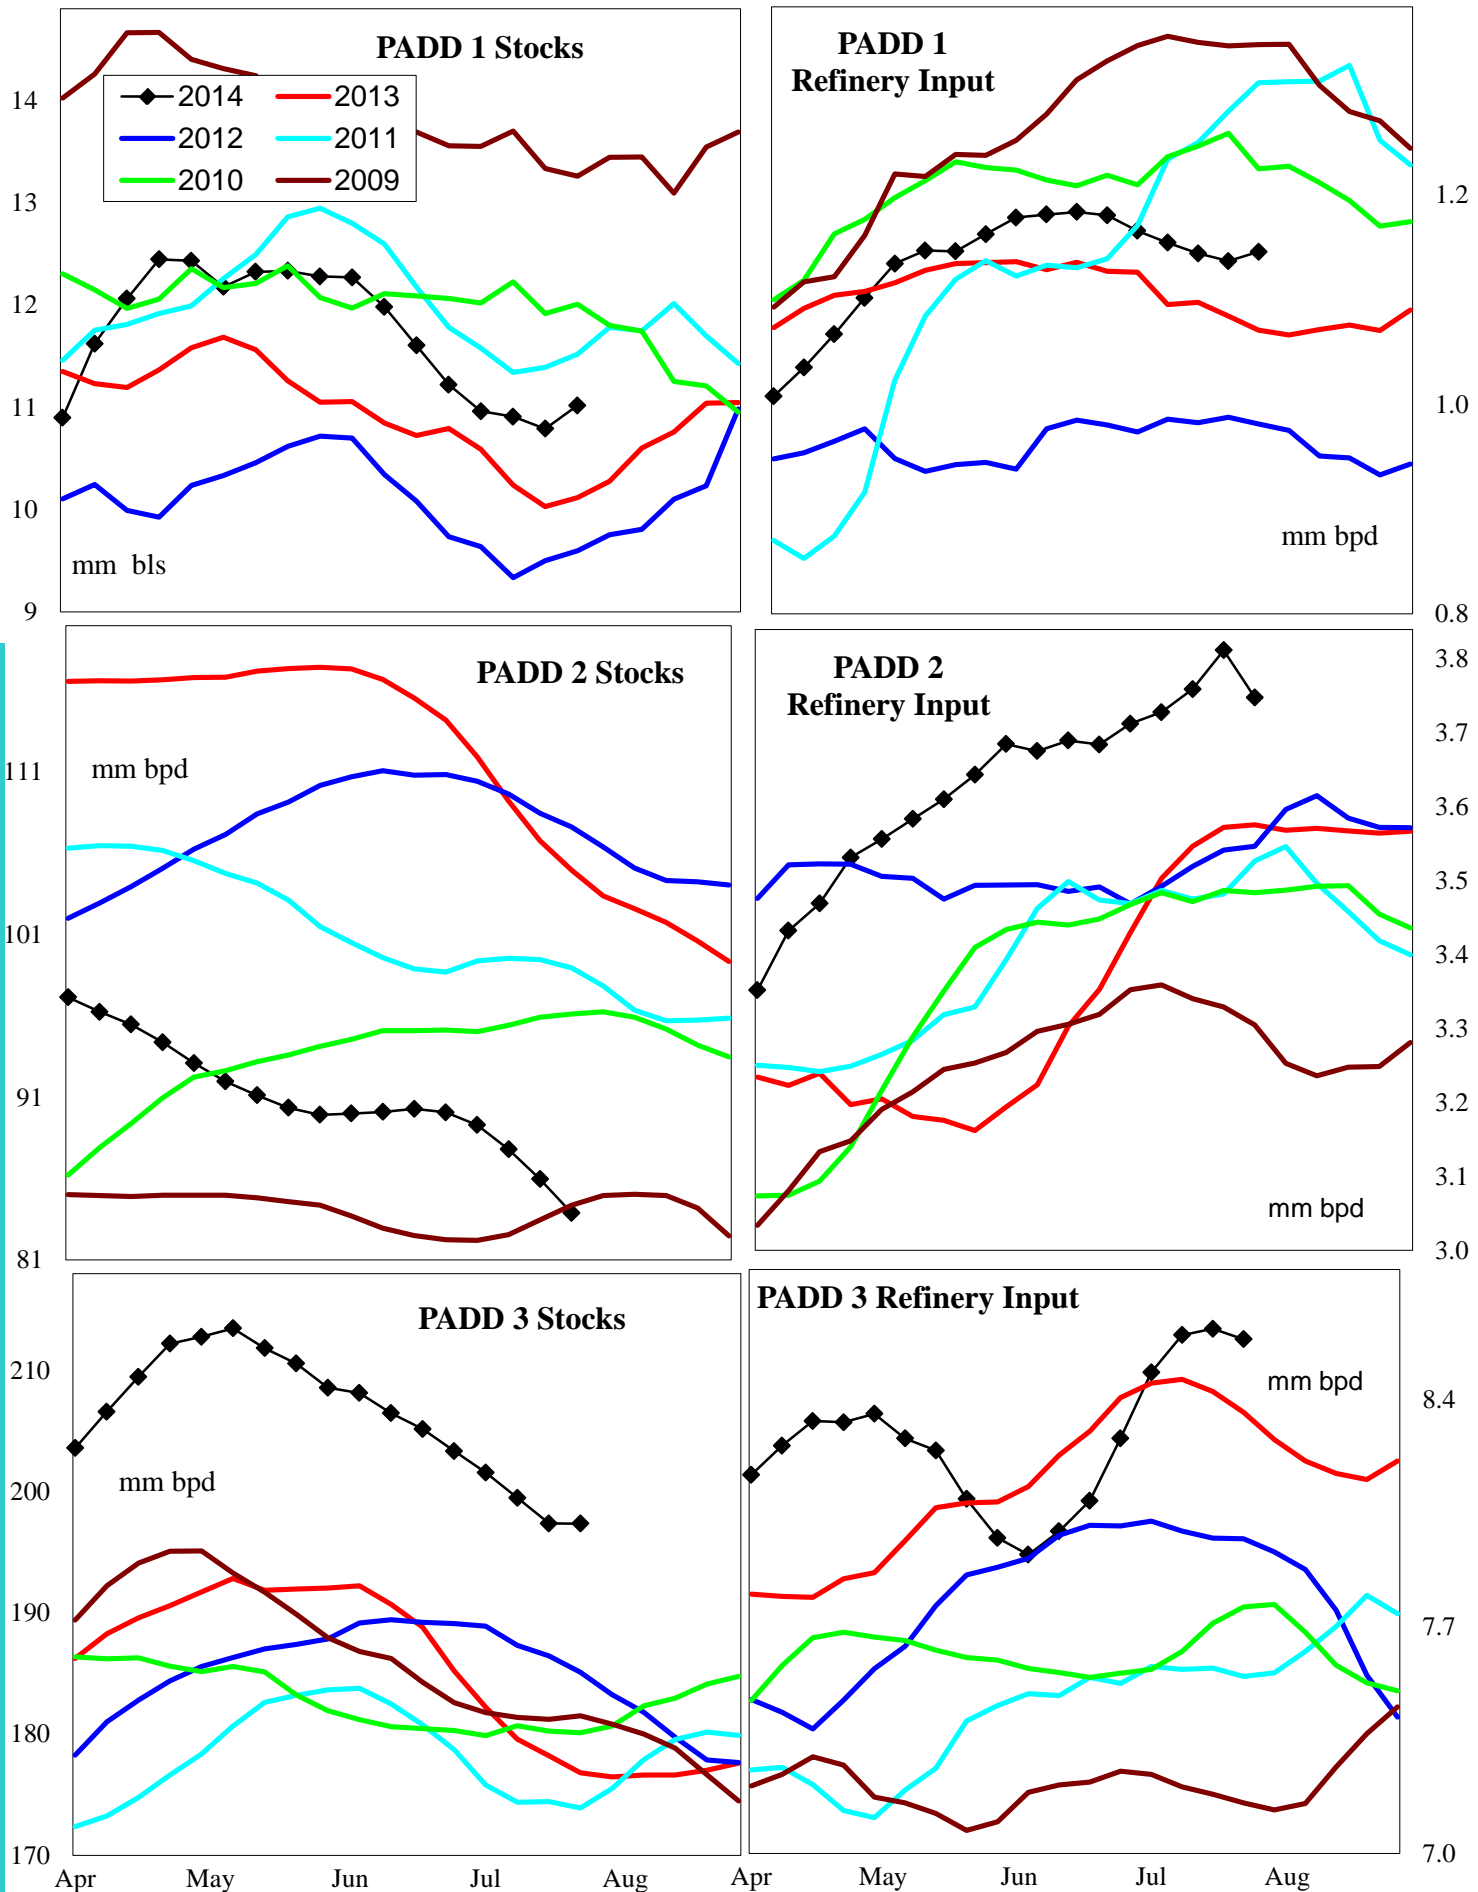 PADD 1 Stocks
14
13
12
11
10
9
2014 2013
2012 2011
2010 2009
mm bls
PADD 1
Refinery Input
1.2
1.0
0.8
mm bpd
PADD 2 Stocks
111
101
91
81
mm bpd
PADD 2
Refinery Input
3.8
3.7
3.6
3.5
3.4
3.3
3.2
3.1
3.0
mm bpd
PADD 3 Stocks
210
200
190
180
170
mm bpd
Apr May Jun Jul Aug
PADD 3 Refinery Input
mm bpd
8.4
7.7
7.0
Apr May Jun Jul Aug